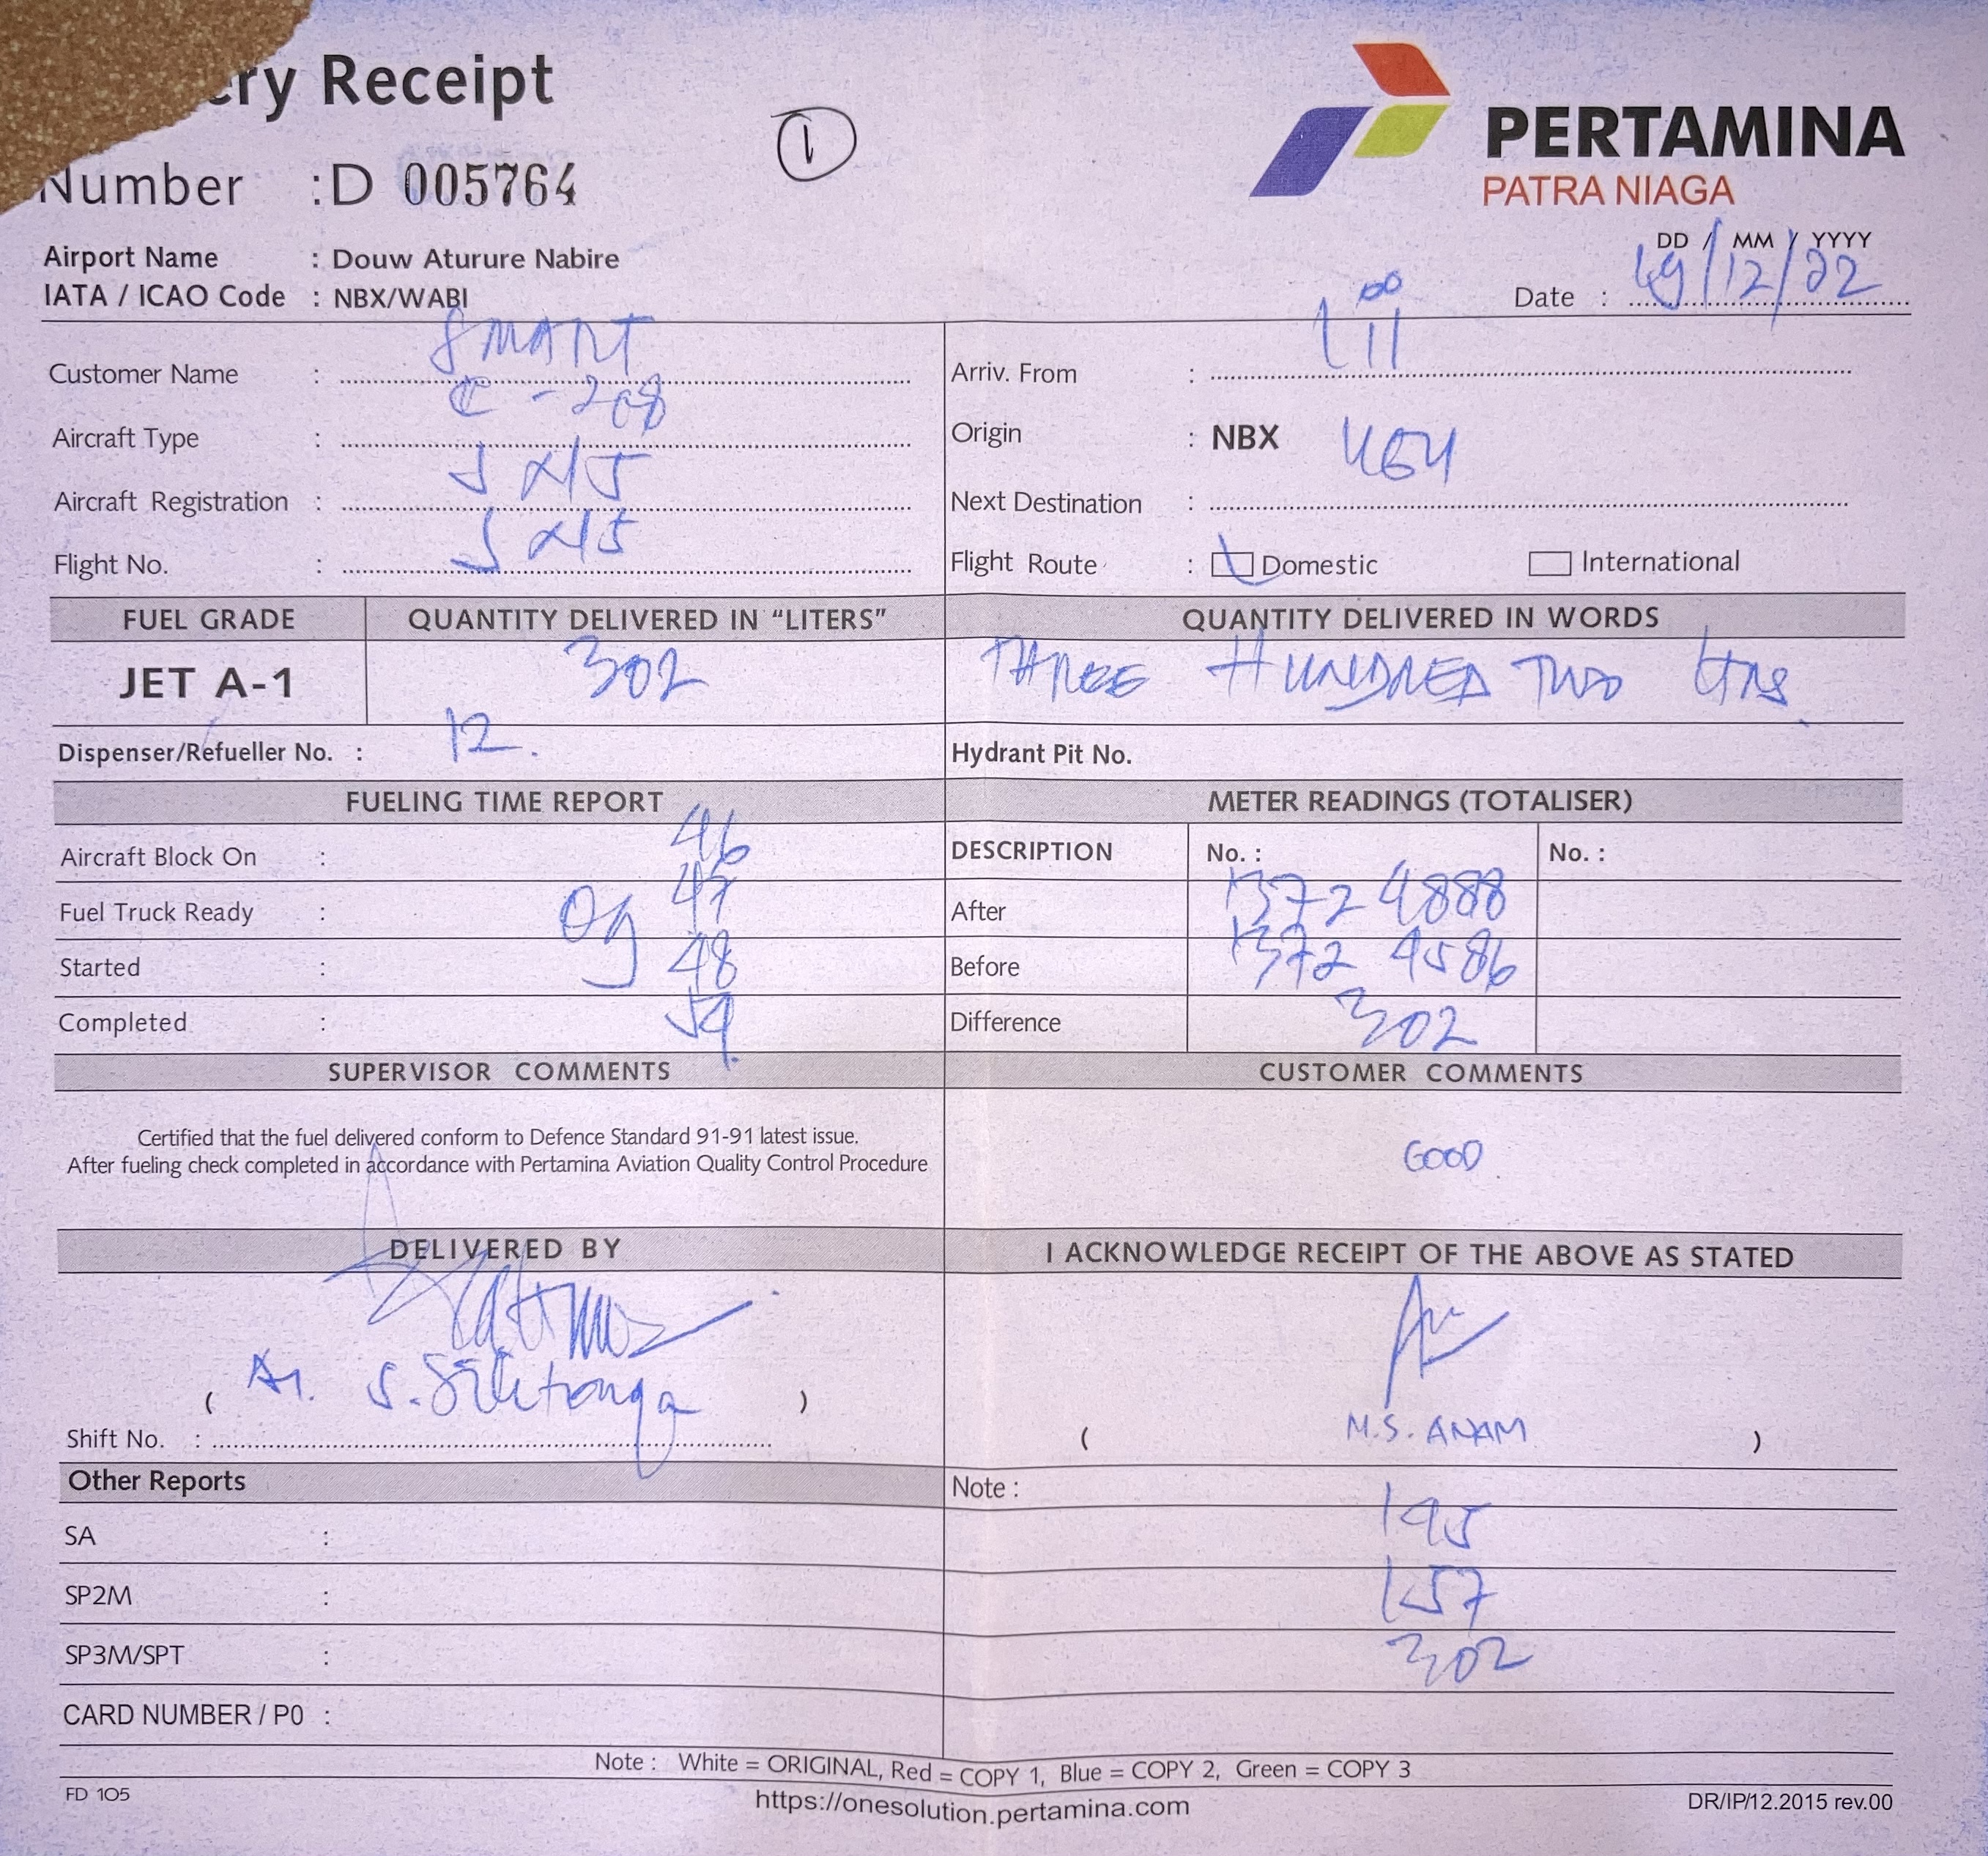 ery Receipt
Number : D 005764
1
PERTAMINA
PATRA NIAGA
Airport Name : Douw Aturure Nabire
IATA / ICAO Code : NBX/WABI
DD / MM / YYYY
Date : /12/22
Customer Name : SMART
Aircraft Type : C-208
Aircraft Registration :
Flight No. :
Arriv. From :
Origin : NBX
Next Destination :
Flight Route : Domestic International
FUEL GRADE QUANTITY DELIVERED IN “LITERS” QUANTITY DELIVERED IN WORDS
JET A-1 302 THREE HUNDRED TWO LTRS
Dispenser/Refueller No. : 12. Hydrant Pit No.
FUELING TIME REPORT METER READINGS (TOTALISER)
Aircraft Block On : 46 DESCRIPTION No. : No. :
Fuel Truck Ready : 09 47 After 1372 4888
Started : 48 Before 1372 4586
Completed : Difference 302
SUPERVISOR COMMENTS CUSTOMER COMMENTS
Certified that the fuel delivered conform to Defence Standard 91-91 latest issue.
After fueling check completed in accordance with Pertamina Aviation Quality Control Procedure
GOOD
DELIVERED BY I ACKNOWLEDGE RECEIPT OF THE ABOVE AS STATED
( )
Shift No. :
( M.S. ANAM )
Other Reports Note :
SA :
SP2M : 157
SP3M/SPT : 302
CARD NUMBER / P0 :
Note : White = ORIGINAL, Red = COPY 1, Blue = COPY 2, Green = COPY 3
FD 105 https://onesolution.pertamina.com DR/IP/12.2015 rev.00